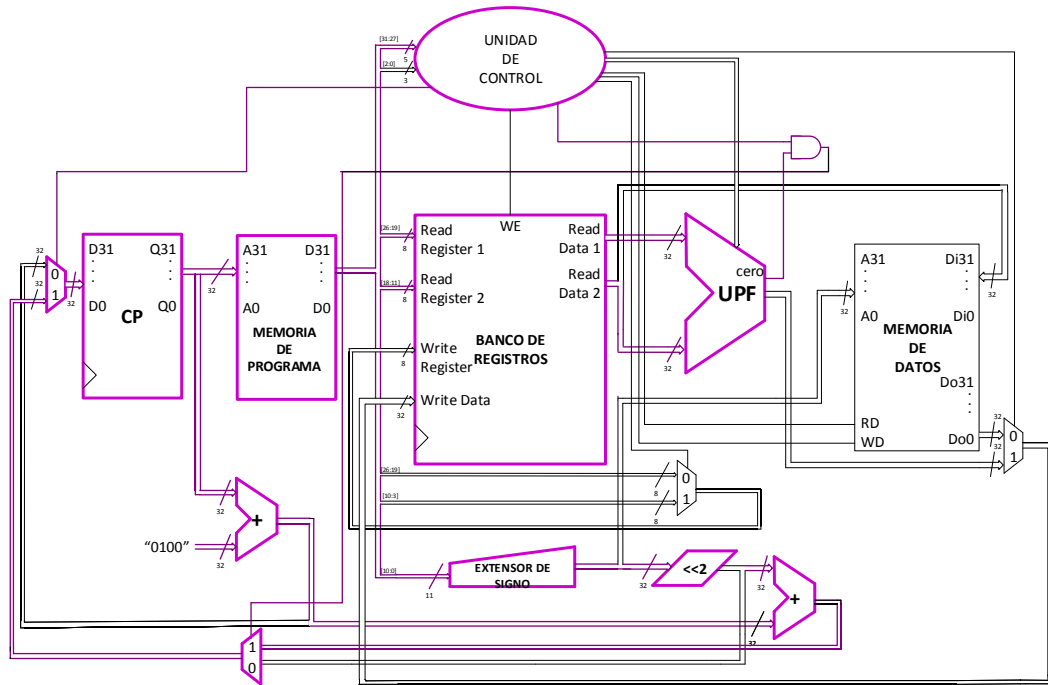 UNIDAD
DE
CONTROL
[31:27]
5
[2:0]
3
WE
Read
Register 1
Read
Register 2
Write
Register
Write Data
Read
Data 1
Read
Data 2
BANCO DE
REGISTROS
[26:19]
8
[18:11]
8
8
32
32
32
32
0
1
32
D31
D0
Q31
Q0
CP
32
A31
A0
D31
D0
MEMORIA
DE
PROGRAMA
32
32
cero
UPF
32
A31
A0
Di31
Di0
32
MEMORIA
DE
DATOS
Do31
Do0
RD
WD
32
32
0
1
[26:19]
8
[10:3]
8
0
1
32
+
"0100"
32
[10:0]
11
EXTENSOR DE
SIGNO
32
<<2
32
32
+
1
0